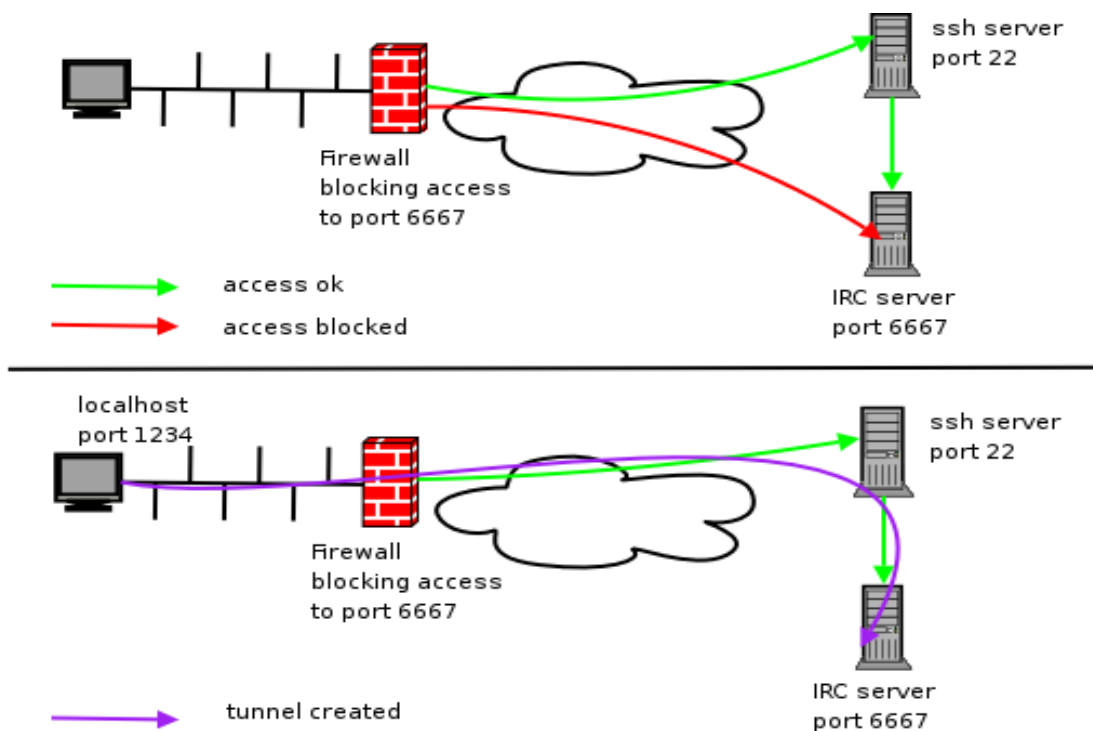 ssh server
port 22
Firewall
blocking access
to port 6667
access ok
access blocked
IRC server
port 6667
localhost
port 1234
ssh server
port 22
Firewall
blocking access
to port 6667
IRC server
port 6667
tunnel created